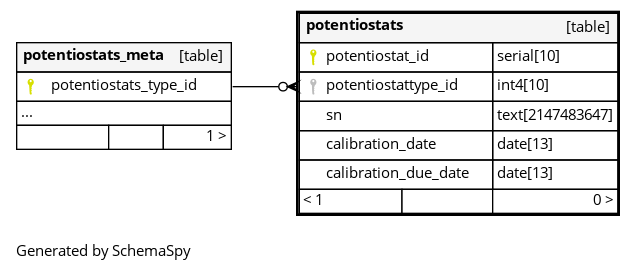 potentiostats_meta [table]
potentiostats_type_id
...
1 >
potentiostats [table]
potentiostat_id serial[10]
potentiostattype_id int4[10]
sn text[2147483647]
calibration_date date[13]
calibration_due_date date[13]
< 1 0 >
Generated by SchemaSpy